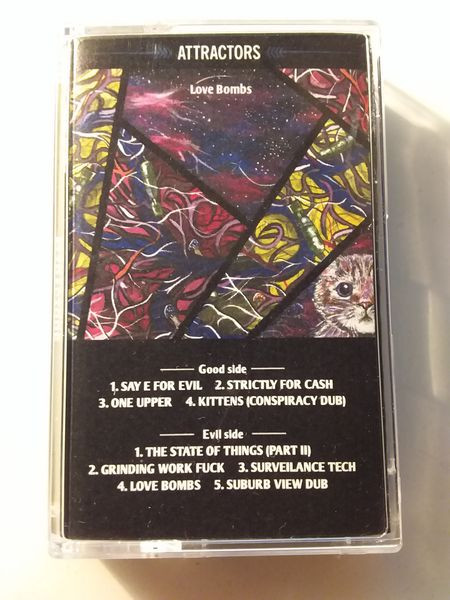 ATTRACTORS
Love Bombs
Good side
1. SAY E FOR EVIL 2. STRICTLY FOR CASH
3. ONE UPPER 4. KITTENS (CONSPIRACY DUB)
Evil side
1. THE STATE OF THINGS (PART II)
2. GRINDING WORK FUCK 3. SURVEILANCE TECH
4. LOVE BOMBS 5. SUBURB VIEW DUB